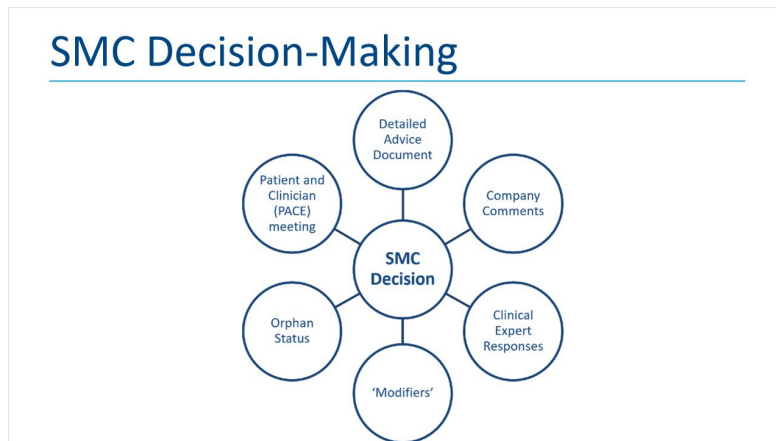 SMC Decision-Making
Detailed
Advice
Document
Patient and
Clinician
(PACE)
meeting
Company
Comments
SMC
Decision
Orphan
Status
Clinical
Expert
Responses
‘Modifiers’